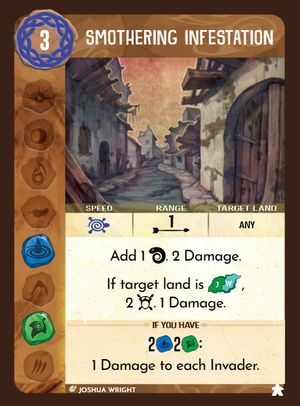 3
SMOTHERING INFESTATION
SPEED RANGE TARGET LAND
1
ANY
Add 1 . 2 Damage.
If target land is J W ,
2 . 1 Damage.
IF YOU HAVE
2 2 :
1 Damage to each Invader.
JOSHUA WRIGHT